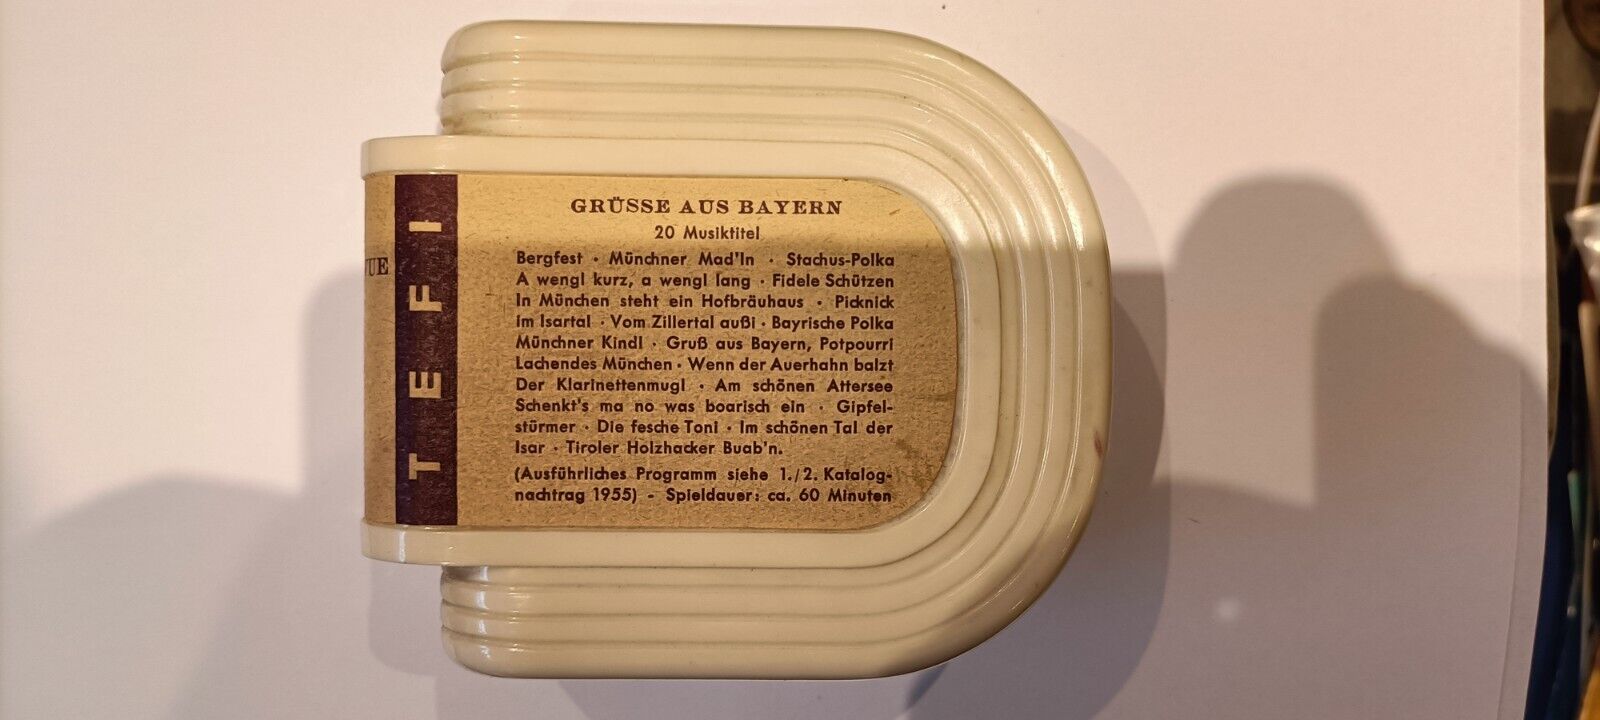 TEFI
GRÜSSE AUS BAYERN
20 Musiktitel
Bergfest · Münchner Mad'ln · Stachus-Polka
A wengl kurz, a wengl lang · Fidele Schützen
In München steht ein Hofbräuhaus · Picknick
im Isartal · Vom Zillertal außi · Bayrische Polka
Münchner Kindl · Gruß aus Bayern, Potpourri
Lachendes München · Wenn der Auerhahn balzt
Der Klarinettenmugl · Am schönen Attersee
Schenkt's ma no was boarisch ein · Gipfel-
stürmer · Die fesche Toni · Im schönen Tal der
Isar · Tiroler Holzhacker Buab'n.
(Ausführliches Programm siehe 1./2. Katalog-
nachtrag 1955) - Spieldauer: ca. 60 Minuten